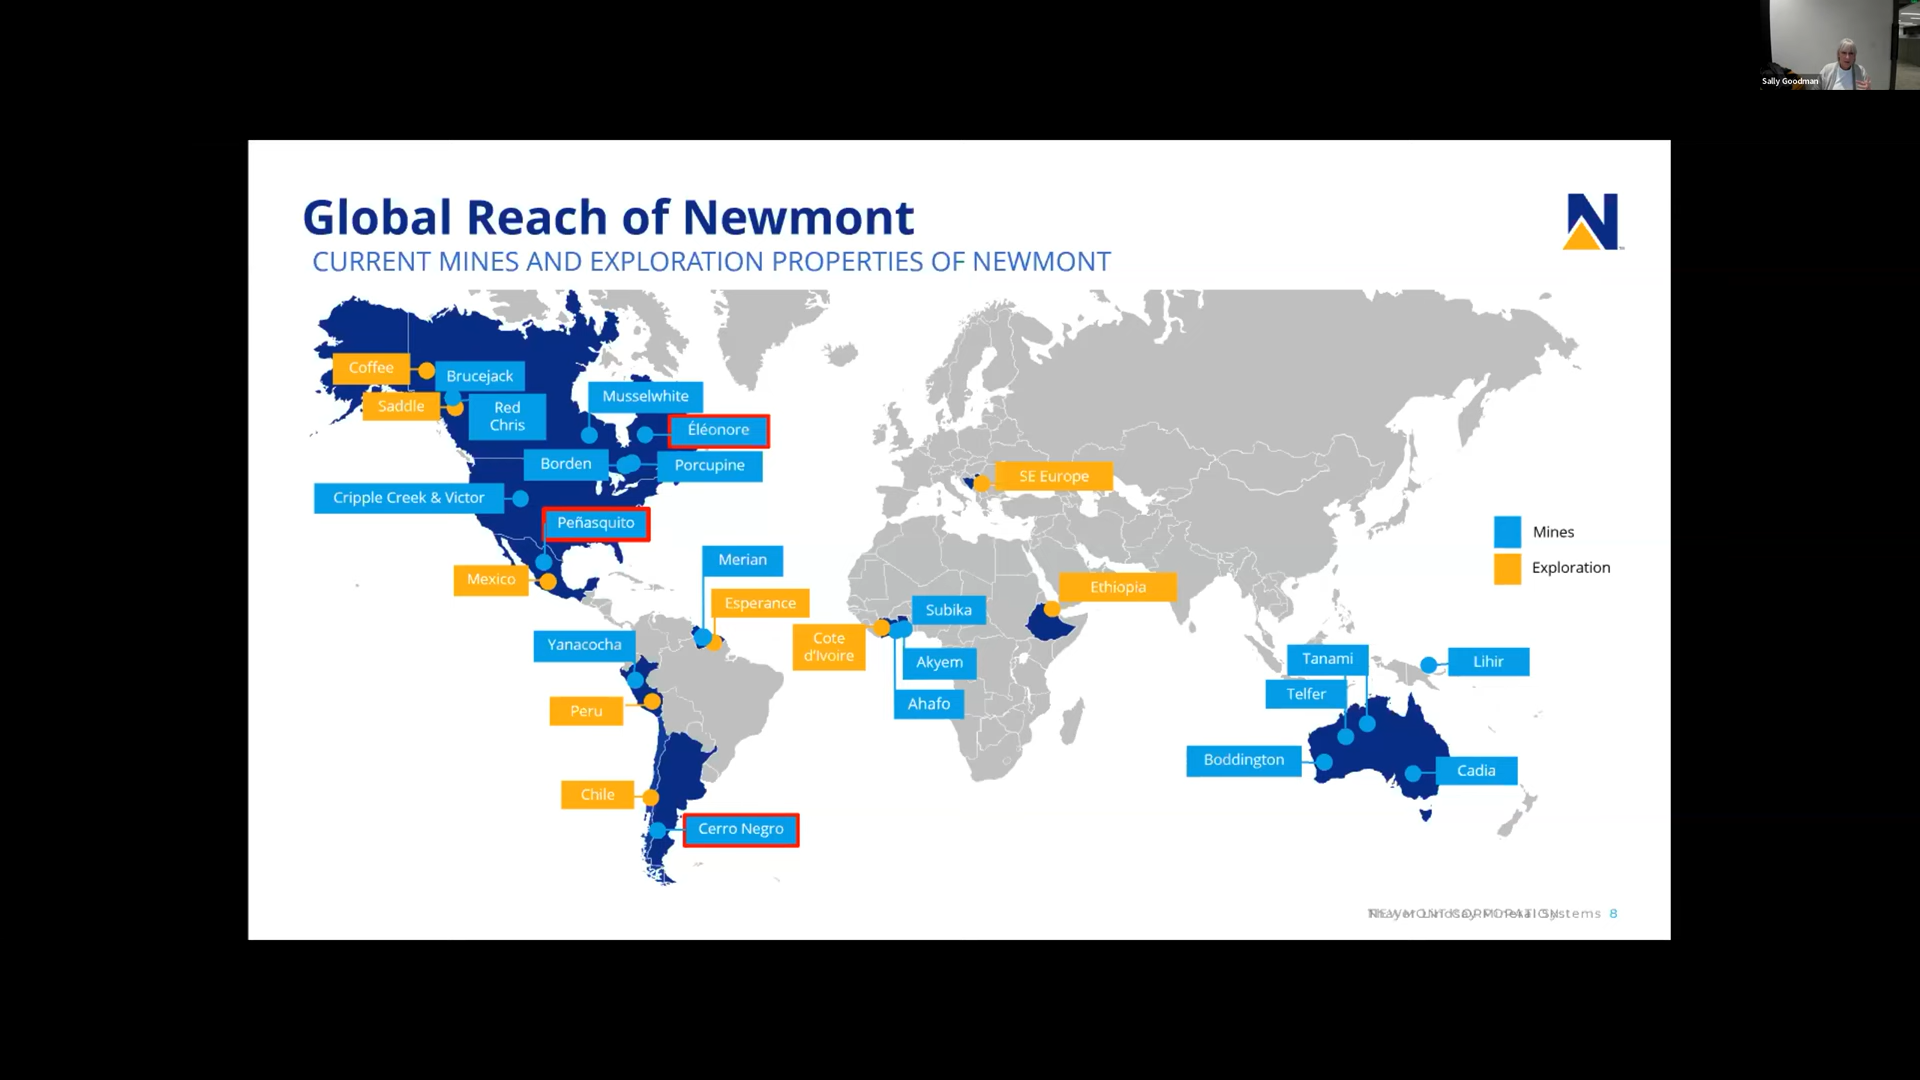 Sally Goodman
Global Reach of Newmont
CURRENT MINES AND EXPLORATION PROPERTIES OF NEWMONT
Coffee
Brucejack
Saddle
Red
Chris
Musselwhite
Éléonore
Borden
Porcupine
Cripple Creek & Victor
Peñasquito
Mexico
Merian
Esperance
Yanacocha
Peru
Chile
Cerro Negro
SE Europe
Ethiopia
Subika
Cote
d'Ivoire
Akyem
Ahafo
Mines
Exploration
Tanami
Lihir
Telfer
Boddington
Cadia
Systems 8